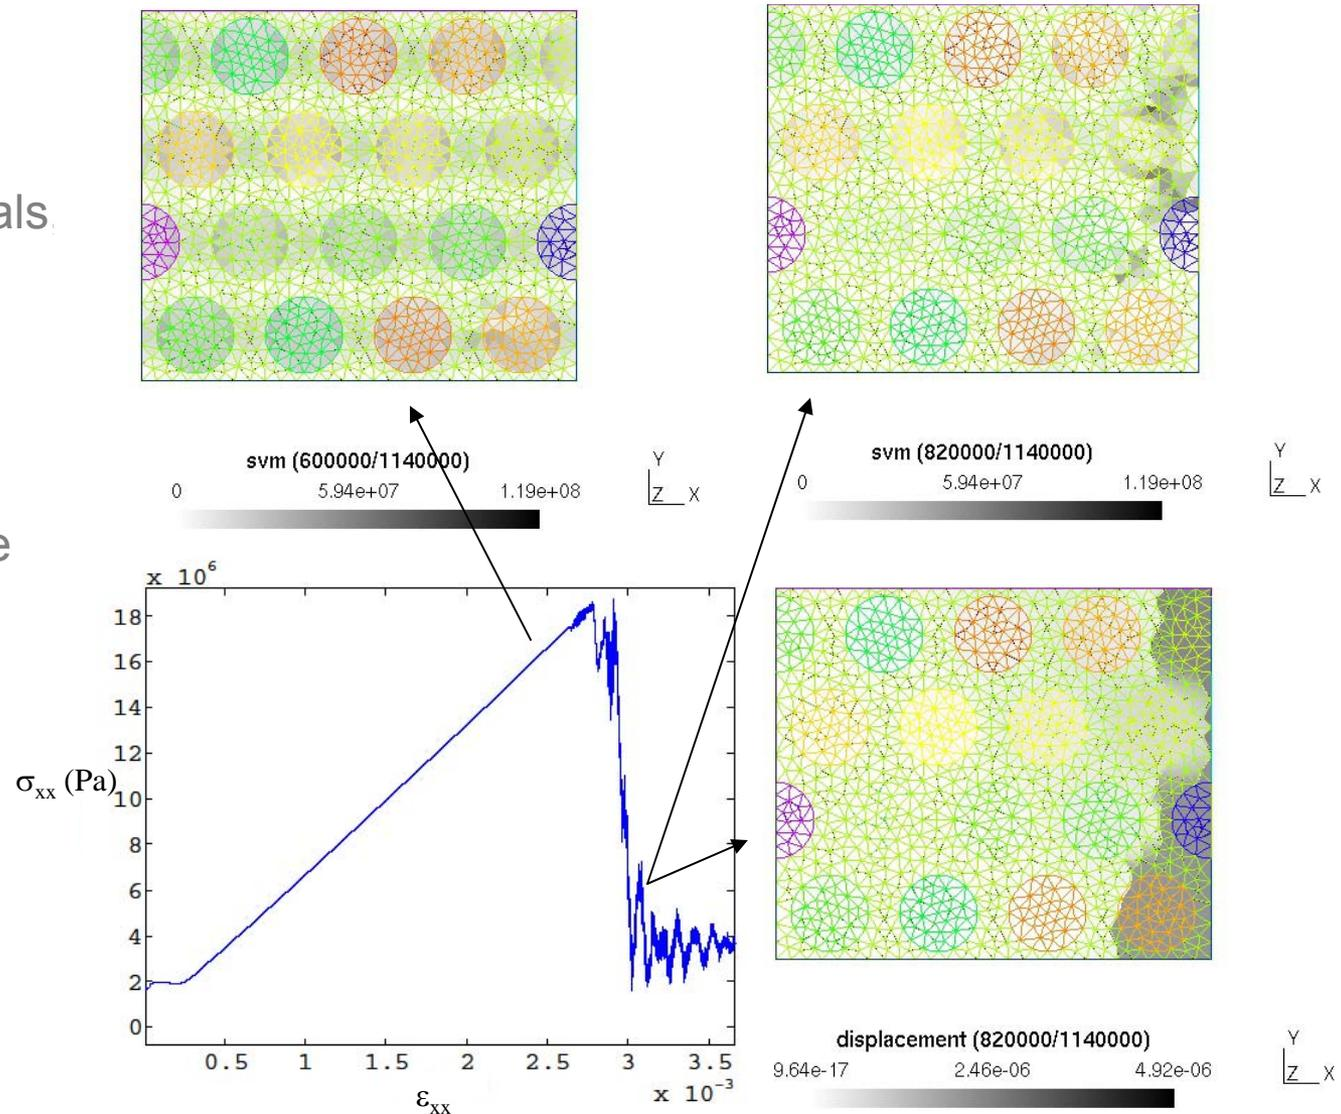 als
svm (600000/1140000)
0 5.94e+07 1.19e+08
Y
Z X
svm (820000/1140000)
0 5.94e+07 1.19e+08
Y
Z X
e
x 10⁶
18
16
14
12
σxx (Pa)
10
8
6
4
2
0
0.5 1 1.5 2 2.5 3 3.5
x 10⁻³
εxx
displacement (820000/1140000)
9.64e-17 2.46e-06 4.92e-06
Y
Z X